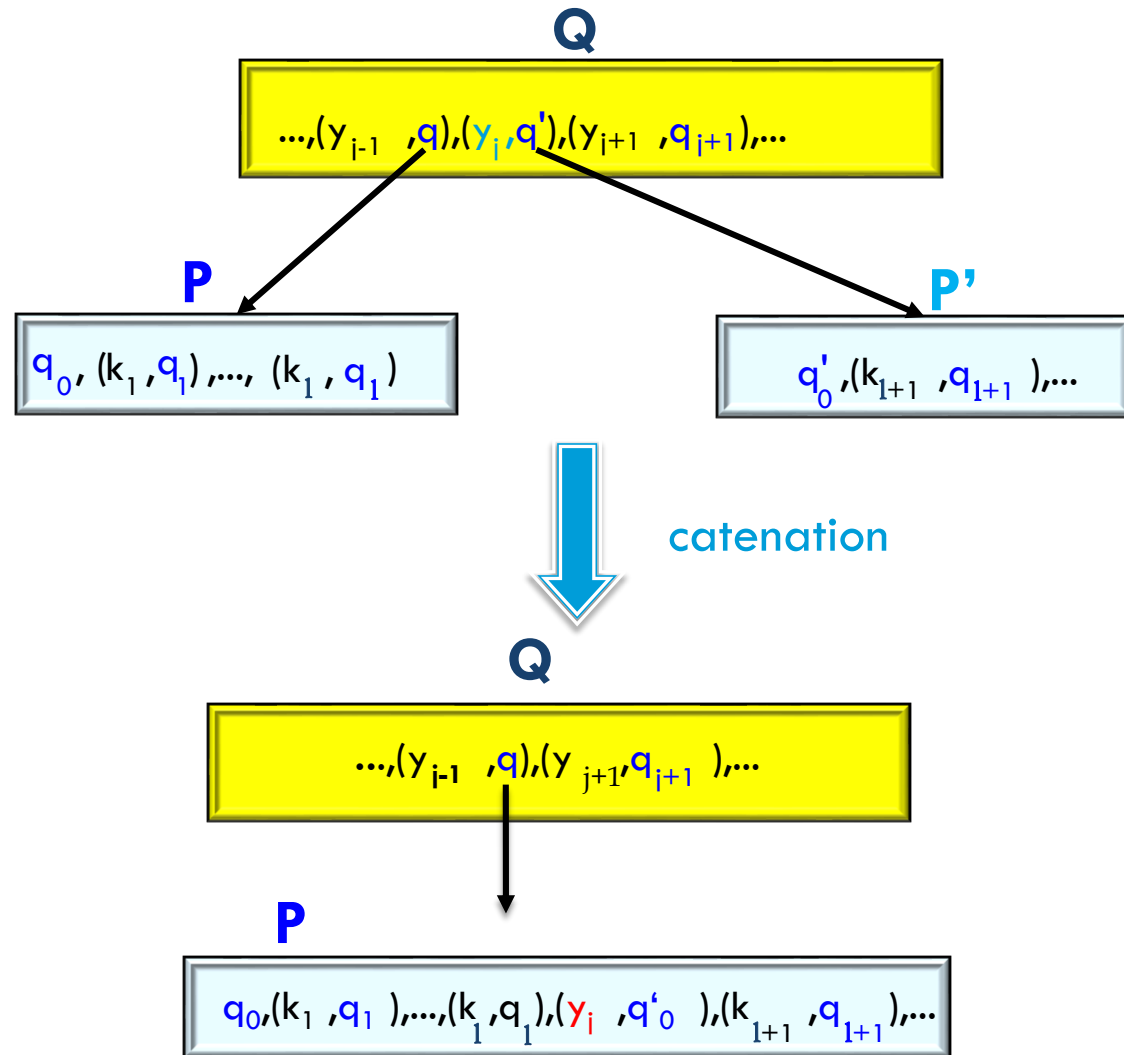 Q
...,(y_{j-1} ,q),(y_j,q'),(y_{j+1} ,q_{j+1}),...
P
P’
q_0, (k_1,q_1),..., (k_l, q_l)
q'_0,(k_{l+1} ,q_{l+1} ),...
catenation
Q
...,(y_{j-1} ,q),(y_{j+1},q_{j+1} ),...
P
q_0,(k_1,q_1 ),...,(k_l,q_l),(y_j ,q‘_0 ),(k_{l+1} ,q_{l+1}),...